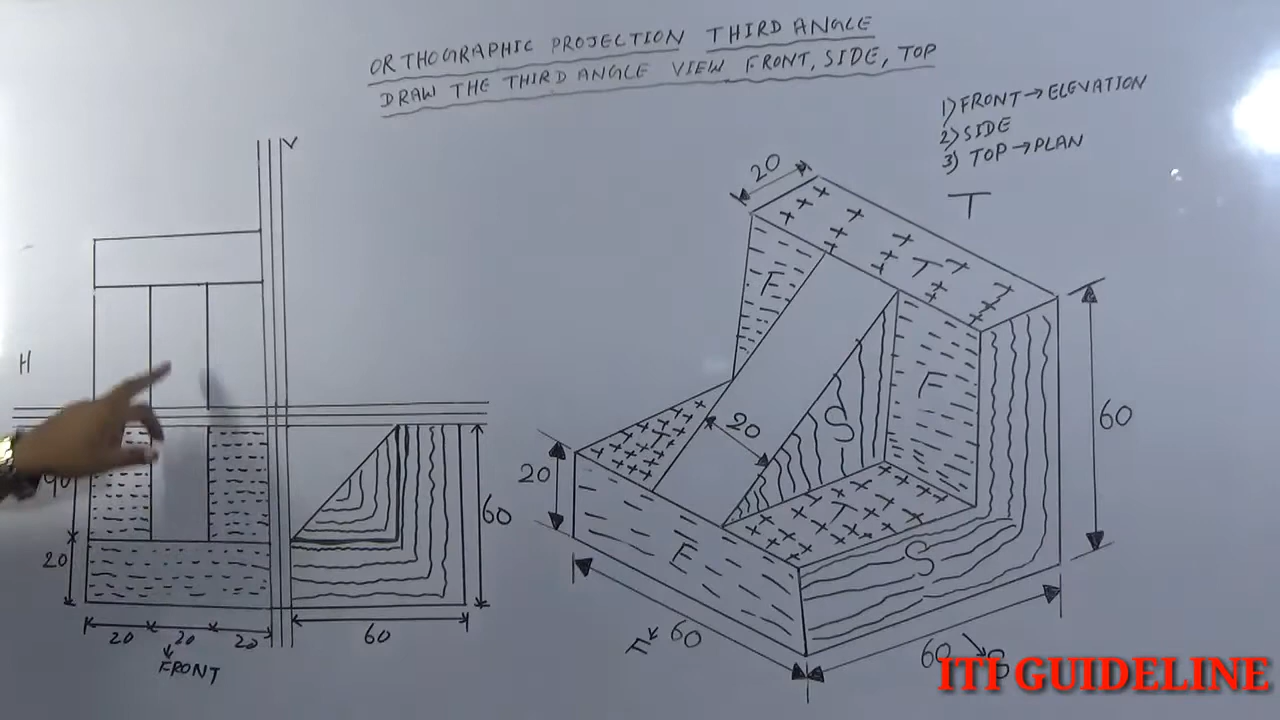 ORTHOGRAPHIC PROJECTION THIRD ANGLE
DRAW THE THIRD ANGLE VIEW FRONT, SIDE, TOP
1) FRONT → ELEVATION
2) SIDE
3) TOP → PLAN
T
V
H
40
20
20 20 20
FRONT
60
60
20
T
F
F
T
20
S
T
20
F
S
60
60
F
60
ITI GUIDELINE